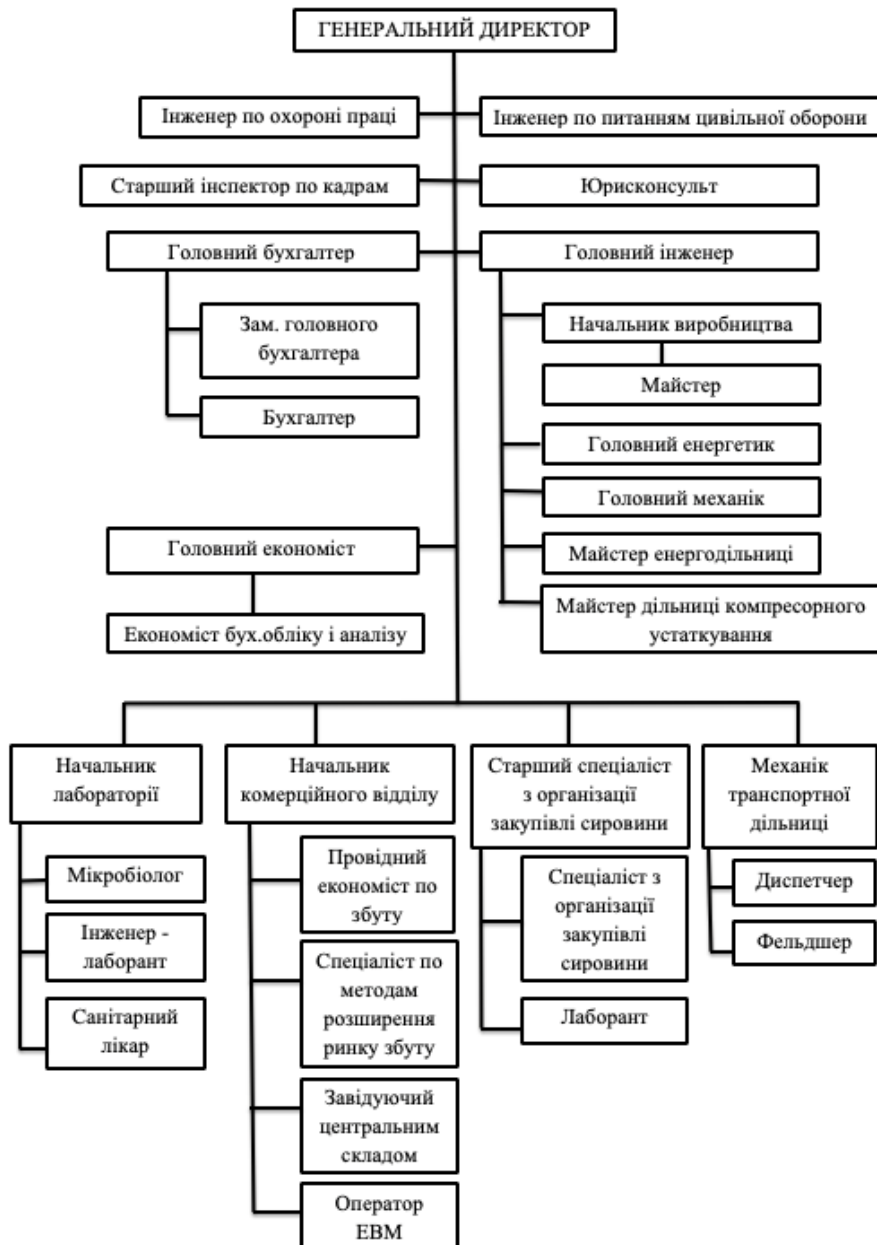 ГЕНЕРАЛЬНИЙ ДИРЕКТОР
Інженер по охороні праці
Інженер по питанням цивільної оборони
Старший інспектор по кадрам
Юрисконсульт
Головний бухгалтер
Головний інженер
Зам. головного
бухгалтера
Бухгалтер
Начальник виробництва
Майстер
Головний енергетик
Головний механік
Майстер енергодільниці
Майстер дільниці компресорного
устаткування
Головний економіст
Економіст бух.обліку і аналізу
Начальник
лабораторії
Мікробіолог
Інженер -
лаборант
Санітарний
лікар
Начальник
комерційного відділу
Провідний
економіст по
збуту
Спеціаліст по
методам
розширення
ринку збуту
Завідуючий
центральним
складом
Оператор
ЕВМ
Старший спеціаліст
з організації
закупівлі сировини
Спеціаліст з
організації
закупівлі
сировини
Лаборант
Механік
транспортної
дільниці
Диспетчер
Фельдшер